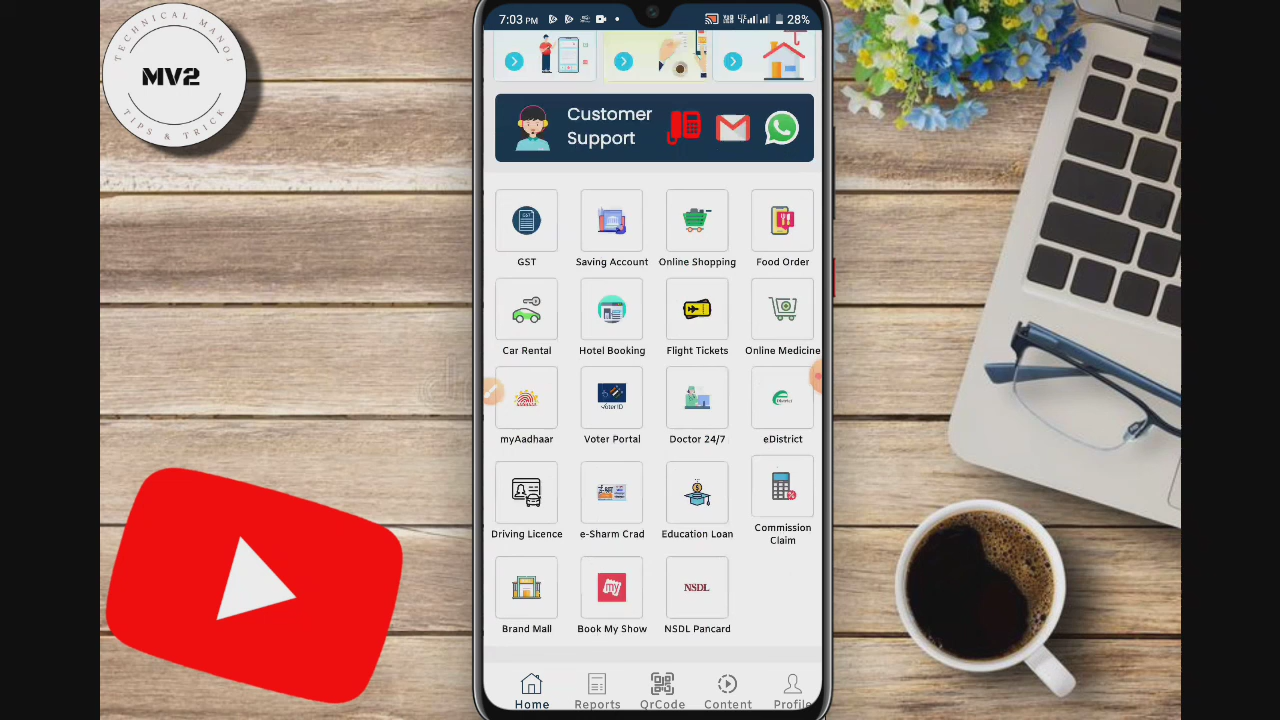 TECHNICAL MANOJ
MV2
TIPS & TRICK
7:03 PM
28%
Customer
Support
GST
Saving Account
Online Shopping
Food Order
Car Rental
Hotel Booking
Flight Tickets
Online Medicine
myAadhaar
Voter Portal
Doctor 24/7
eDistrict
Driving Licence
e-Sharm Crad
Education Loan
Commission
Claim
Brand Mall
Book My Show
NSDL
NSDL Pancard
Home
Reports
QrCode
Content
Profile